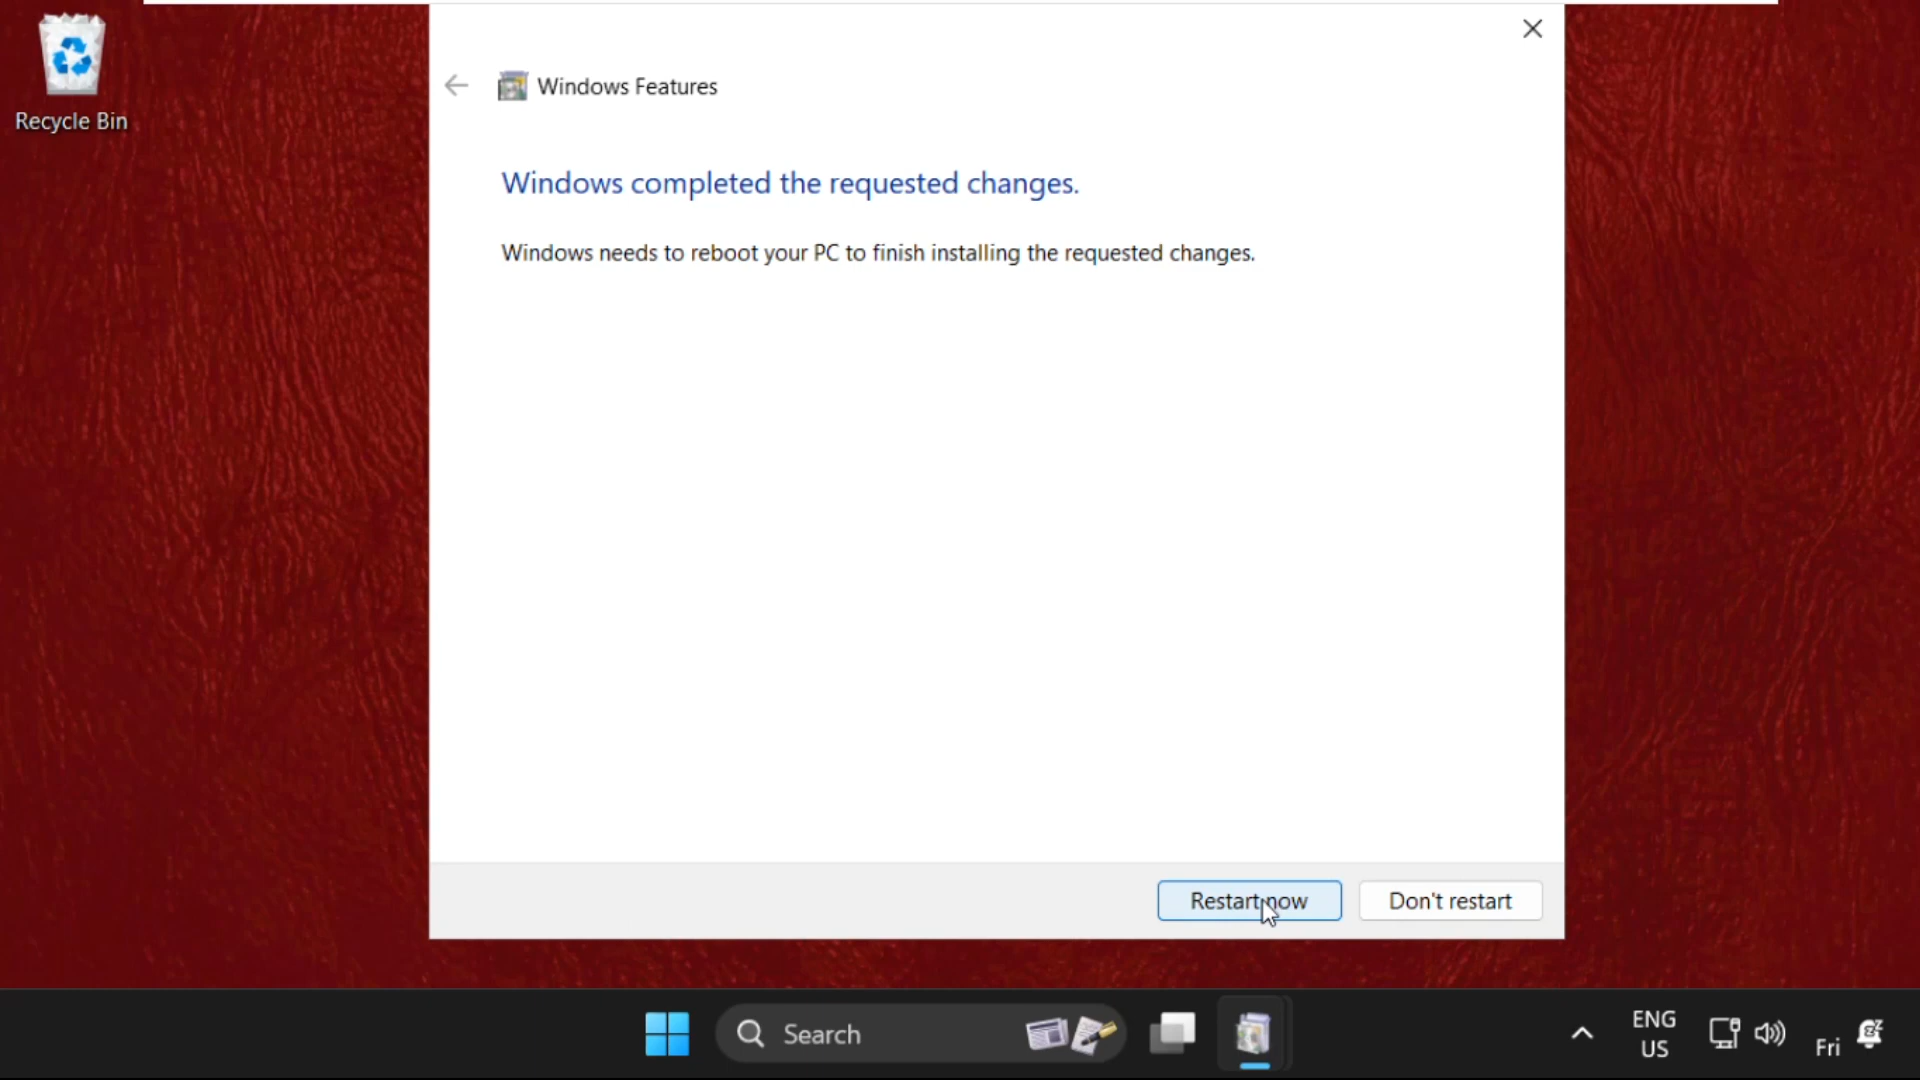 Recycle Bin
Windows Features
Windows completed the requested changes.
Windows needs to reboot your PC to finish installing the requested changes.
Restart now
Don't restart
Search
ENG
US
Fri